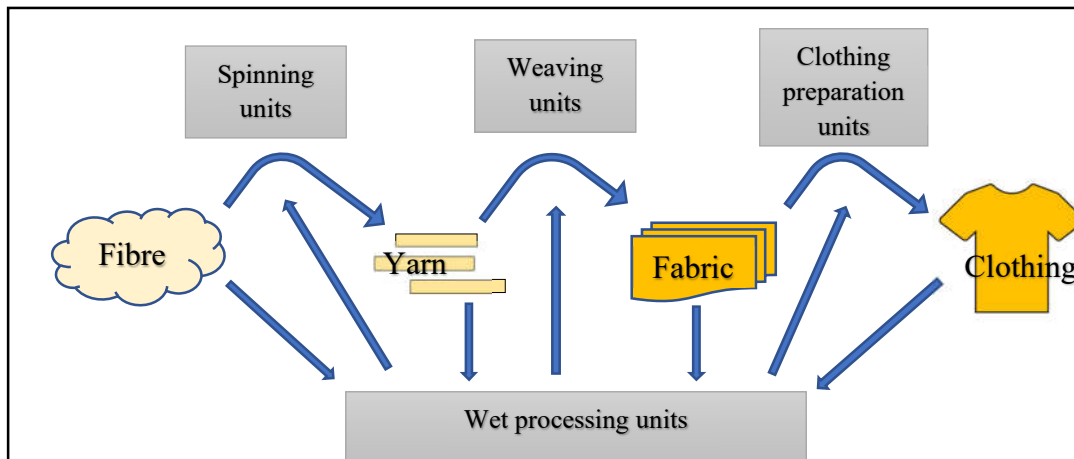 Spinning
units
Weaving
units
Clothing
preparation
units
Fibre
Yarn
Fabric
Clothing
Wet processing units